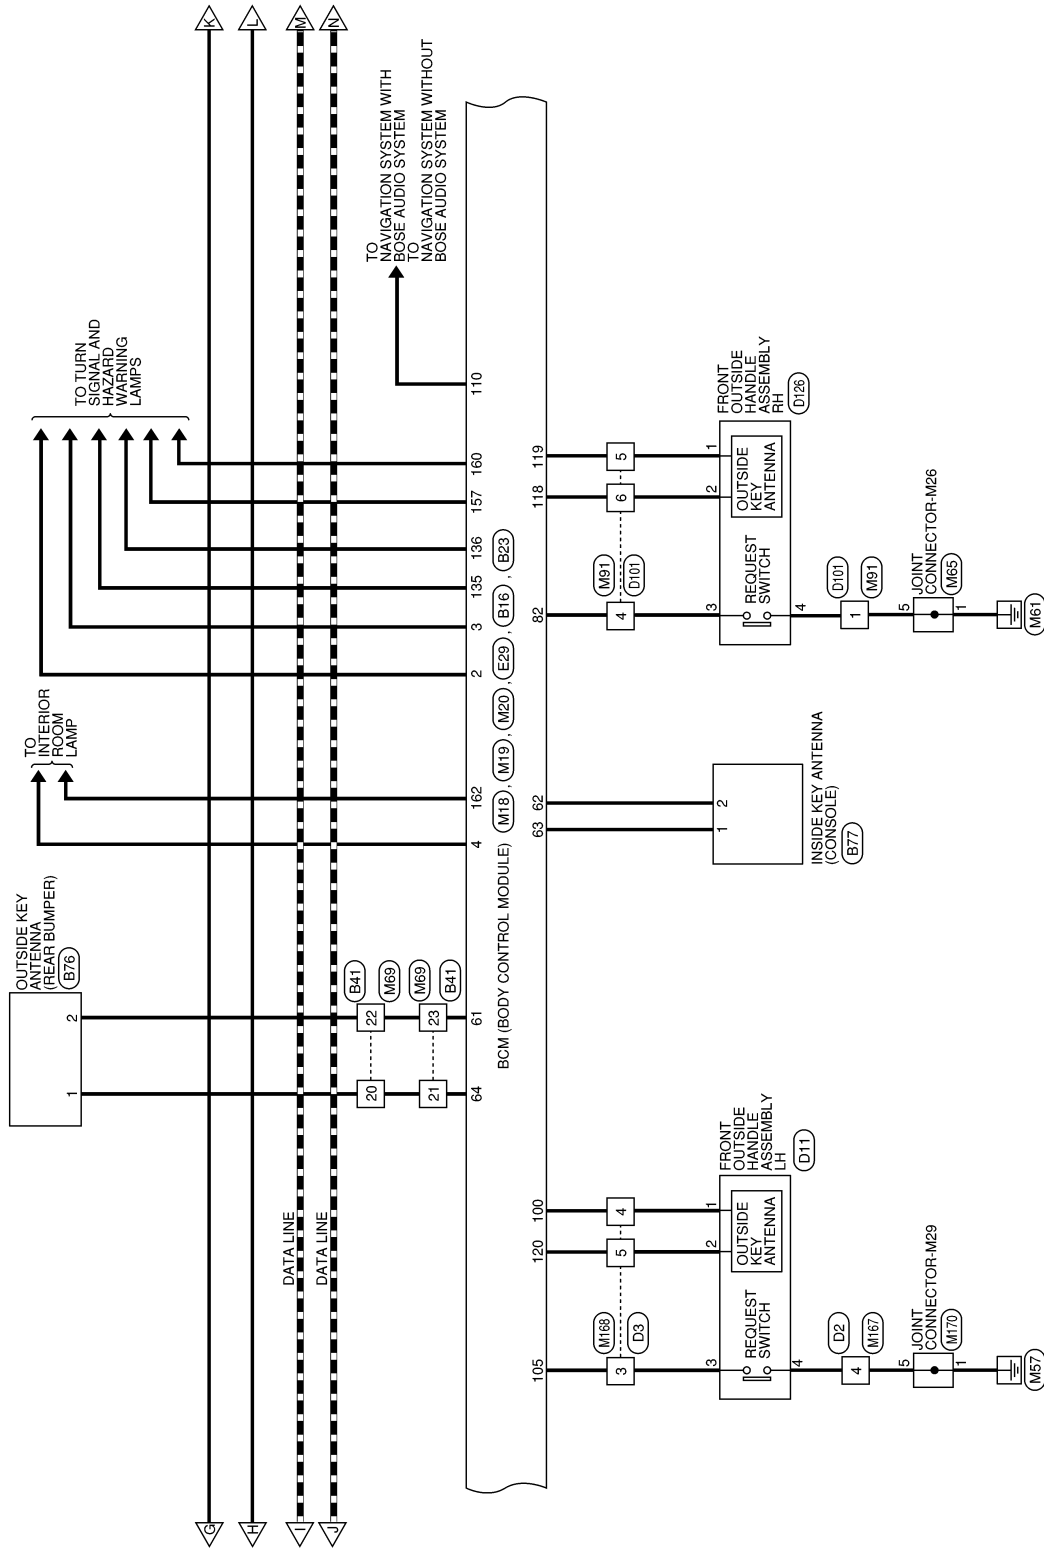 G
H
I
J
K
L
M
N
DATA LINE
DATA LINE
OUTSIDE KEY
ANTENNA
(REAR BUMPER)
B76
1
2
20
22
B41
M69
21
23
M69
B41
TO
INTERIOR
ROOM
LAMP
TO TURN
SIGNAL AND
HAZARD
WARNING
LAMPS
TO
NAVIGATION SYSTEM WITH
BOSE AUDIO SYSTEM
TO
NAVIGATION SYSTEM WITHOUT
BOSE AUDIO SYSTEM
64
61
4
162
2
3
135
136
157
160
110
BCM (BODY CONTROL MODULE)
M18 , M19 , M20 , E29 , B16 , B23
105
120
100
63
62
82
118
119
M168
D3
3
5
4
3
2
1
FRONT
OUTSIDE
HANDLE
ASSEMBLY
LH
D11
REQUEST
SWITCH
OUTSIDE
KEY
ANTENNA
4
4
D2
M167
5
JOINT
CONNECTOR-M29
M170
1
M57
1
2
INSIDE KEY ANTENNA
(CONSOLE)
B77
M91
D101
4
6
5
3
2
1
FRONT
OUTSIDE
HANDLE
ASSEMBLY
RH
D126
REQUEST
SWITCH
OUTSIDE
KEY
ANTENNA
4
1
D101
M91
5
JOINT
CONNECTOR-M26
M65
1
M61